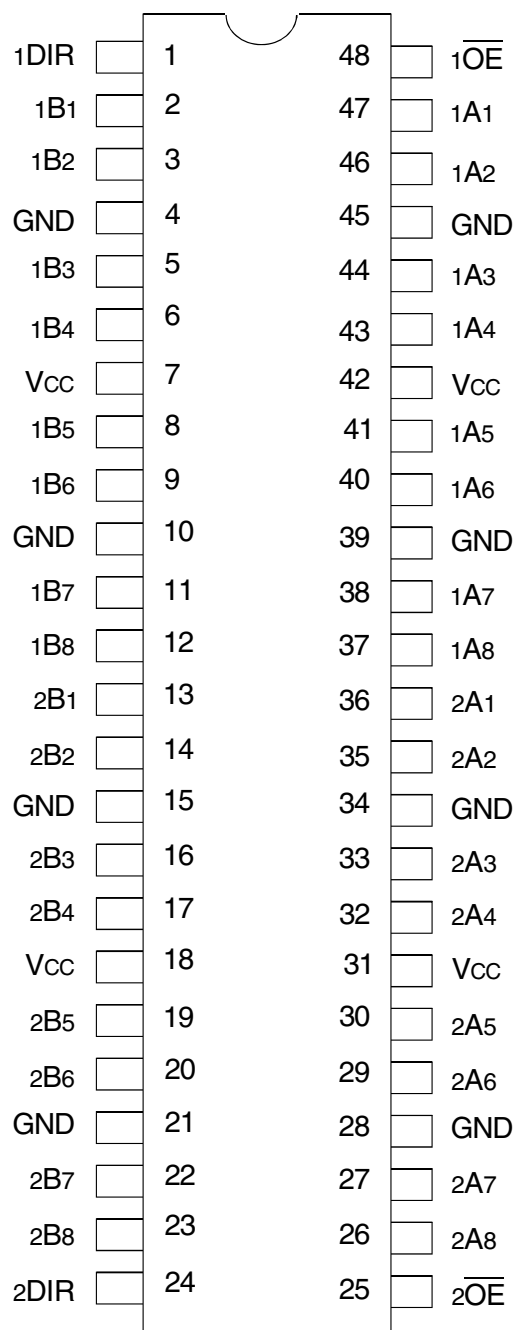 1DIR 1 48 1O̅E̅
1B1 2 47 1A1
1B2 3 46 1A2
GND 4 45 GND
1B3 5 44 1A3
1B4 6 43 1A4
VCC 7 42 VCC
1B5 8 41 1A5
1B6 9 40 1A6
GND 10 39 GND
1B7 11 38 1A7
1B8 12 37 1A8
2B1 13 36 2A1
2B2 14 35 2A2
GND 15 34 GND
2B3 16 33 2A3
2B4 17 32 2A4
VCC 18 31 VCC
2B5 19 30 2A5
2B6 20 29 2A6
GND 21 28 GND
2B7 22 27 2A7
2B8 23 26 2A8
2DIR 24 25 2O̅E̅